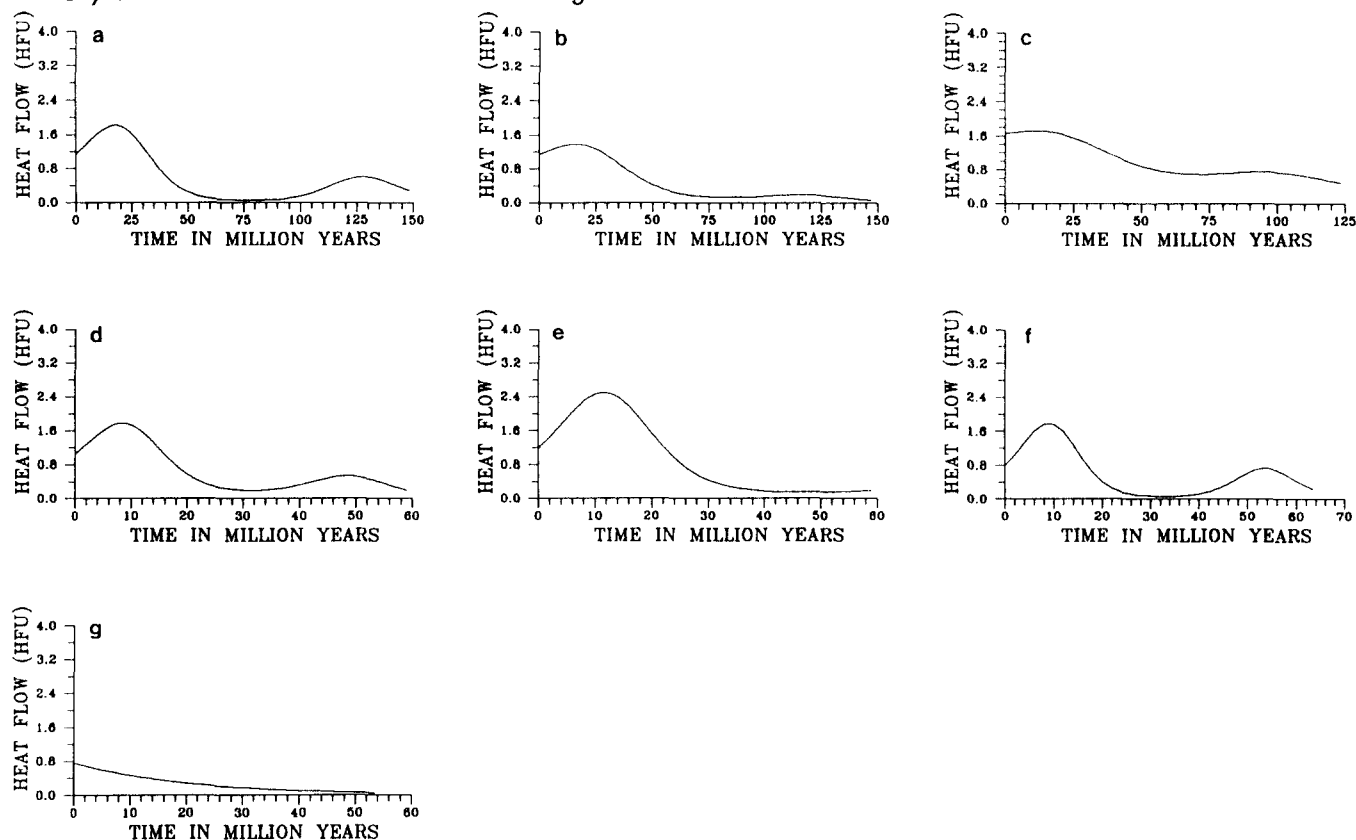 a
HEAT FLOW (HFU)
4.0
3.2
2.4
1.6
0.8
0.0
0 25 50 75 100 125 150
TIME IN MILLION YEARS
b
HEAT FLOW (HFU)
4.0
3.2
2.4
1.6
0.8
0.0
0 25 50 75 100 125 150
TIME IN MILLION YEARS
c
HEAT FLOW (HFU)
4.0
3.2
2.4
1.6
0.8
0.0
0 25 50 75 100 125
TIME IN MILLION YEARS
d
HEAT FLOW (HFU)
4.0
3.2
2.4
1.6
0.8
0.0
0 10 20 30 40 50 60
TIME IN MILLION YEARS
e
HEAT FLOW (HFU)
4.0
3.2
2.4
1.6
0.8
0.0
0 10 20 30 40 50 60
TIME IN MILLION YEARS
f
HEAT FLOW (HFU)
4.0
3.2
2.4
1.6
0.8
0.0
0 10 20 30 40 50 60 70
TIME IN MILLION YEARS
g
HEAT FLOW (HFU)
4.0
3.2
2.4
1.6
0.8
0.0
0 10 20 30 40 50 60
TIME IN MILLION YEARS